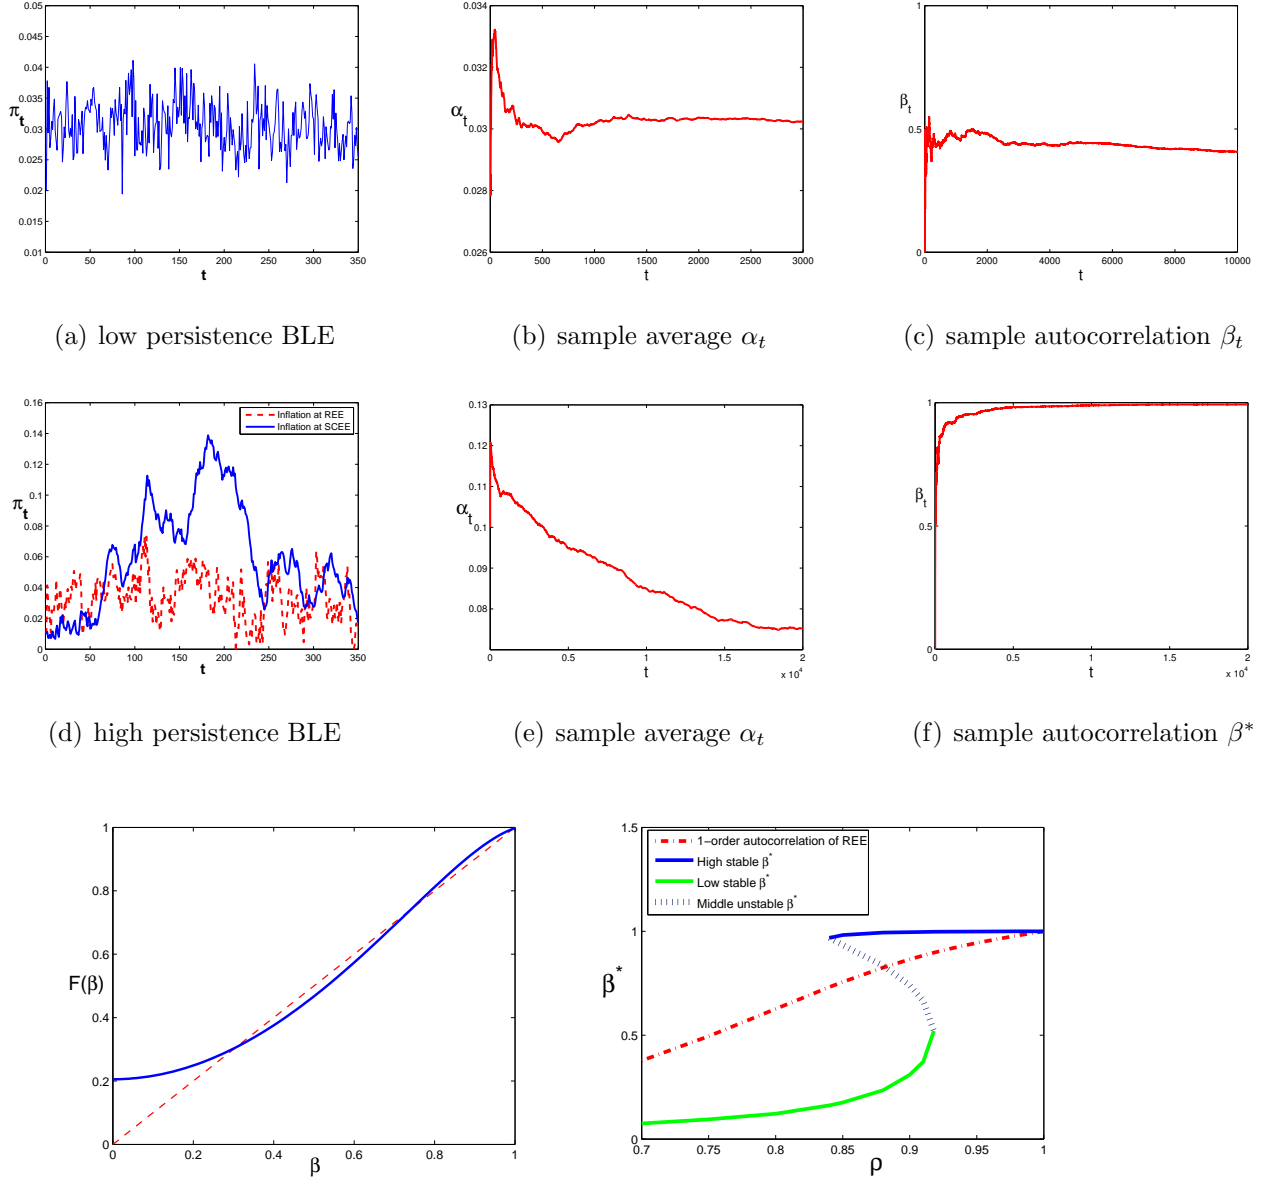 0.05
0.045
0.04
0.035
0.03
0.025
0.02
0.015
0.01
π_t
0 50 100 150 200 250 300 350
t
(a) low persistence BLE
0.034
0.032
0.03
0.028
0.026
α_t
0 500 1000 1500 2000 2500 3000
t
(b) sample average α_t
1
0.5
0
β_t
0 2000 4000 6000 8000 10000
t
(c) sample autocorrelation β_t
0.16
0.14
0.12
0.1
0.08
0.06
0.04
0.02
0
π_t
Inflation at REE
Inflation at SCEE
0 50 100 150 200 250 300 350
t
(d) high persistence BLE
0.13
0.12
0.11
0.1
0.09
0.08
α_t
0 0.5 1 1.5 2
x 10^4
t
(e) sample average α_t
1
0.5
0
β_t
0 0.5 1 1.5 2
x 10^4
t
(f) sample autocorrelation β*
1
0.8
0.6
0.4
0.2
0
F(β)
0 0.2 0.4 0.6 0.8 1
β
1.5
1
0.5
0
β*
1−order autocorrelation of REE
High stable β*
Low stable β*
Middle unstable β*
0.7 0.75 0.8 0.85 0.9 0.95 1
ρ